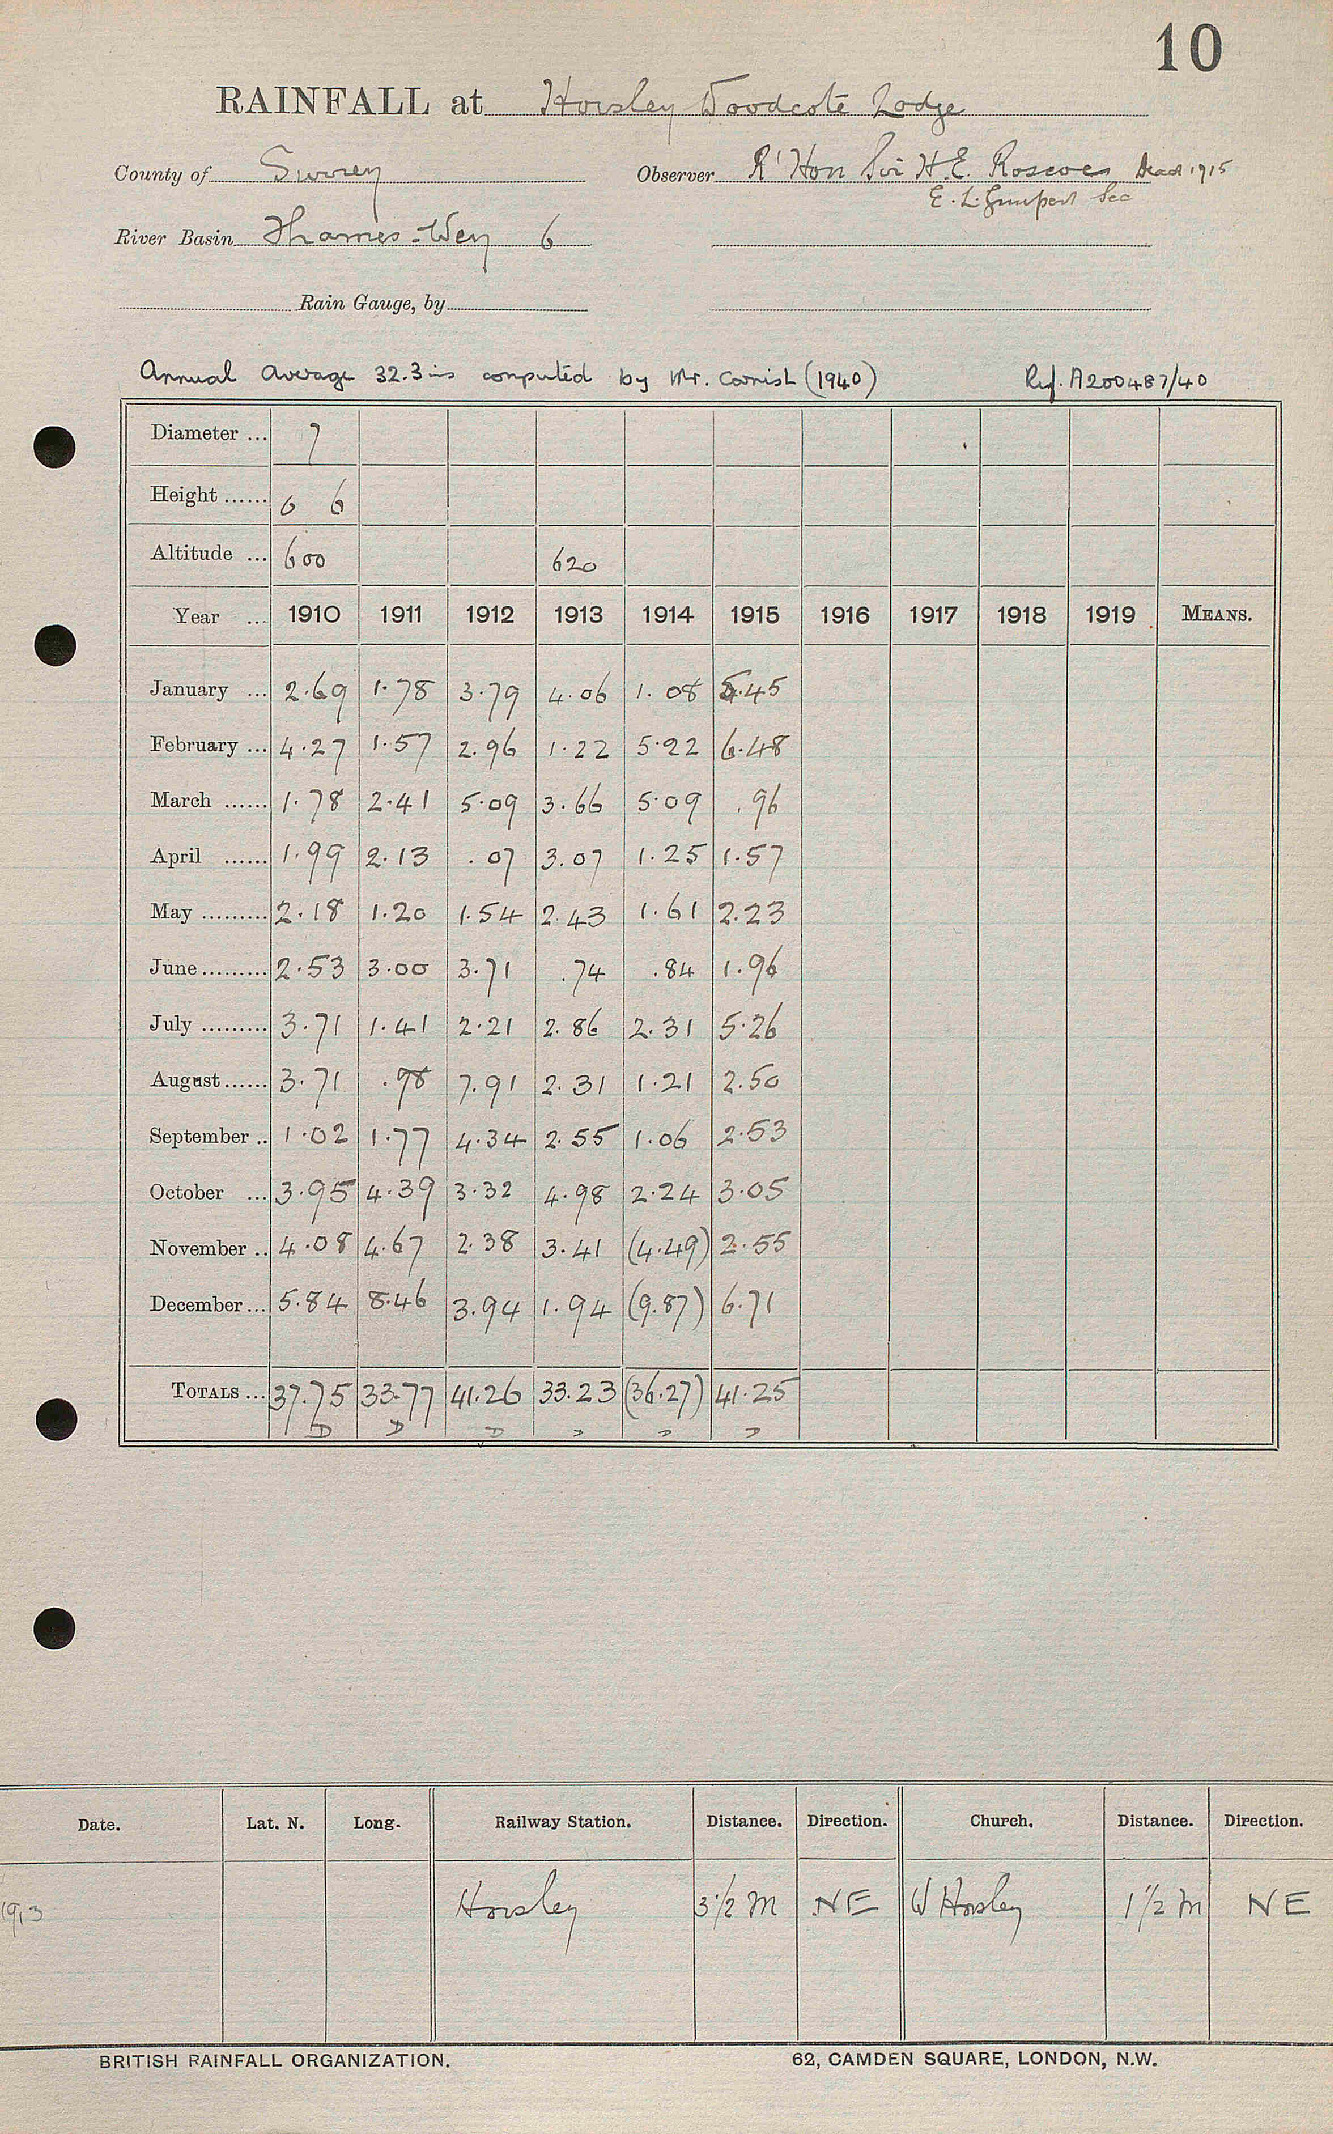 10
RAINFALL at Horsley Woodcote Lodge
County of Surrey Observer Rt Hon Sir H. E. Roscoe Dead 1915
E. L. Sec
River Basin Thames - Wey 6
Rain Gauge, by
Annual Average 32.3 ins computed by Mr. Cornish (1940) Ref. A200487/40
Diameter ... 7
Height ...... 0 6
Altitude ... 600 620
Year ... 1910 1911 1912 1913 1914 1915 1916 1917 1918 1919 MEANS.
January ... 2.69 1.78 3.79 4.06 1.08 5.45
February ... 4.27 1.57 2.96 1.22 5.22 6.48
March ...... 1.78 2.41 5.09 3.66 5.09 .96
April ...... 1.99 2.13 .07 3.07 1.25 1.57
May ......... 2.18 1.20 1.54 2.43 1.61 2.23
June ......... 2.53 3.00 3.71 .74 .84 1.96
July ......... 3.71 1.41 2.21 2.86 2.31 5.26
August ...... 3.71 .98 7.91 2.31 1.21 2.50
September .. 1.02 1.77 4.34 2.55 1.06 2.53
October ... 3.95 4.39 3.32 4.98 2.24 3.05
November .. 4.08 4.67 2.38 3.41 (4.49) 2.55
December ... 5.84 8.46 3.94 1.94 (9.87) 6.71
TOTALS ... 37.75 33.77 41.26 33.23 (36.27) 41.25
D D D D D D
Date. Lat. N. Long. Railway Station. Distance. Direction. Church. Distance. Direction.
1913 Horsley 3 1/2 m NE W Horsley 1 1/2 m NE
BRITISH RAINFALL ORGANIZATION. 62, CAMDEN SQUARE, LONDON, N.W.